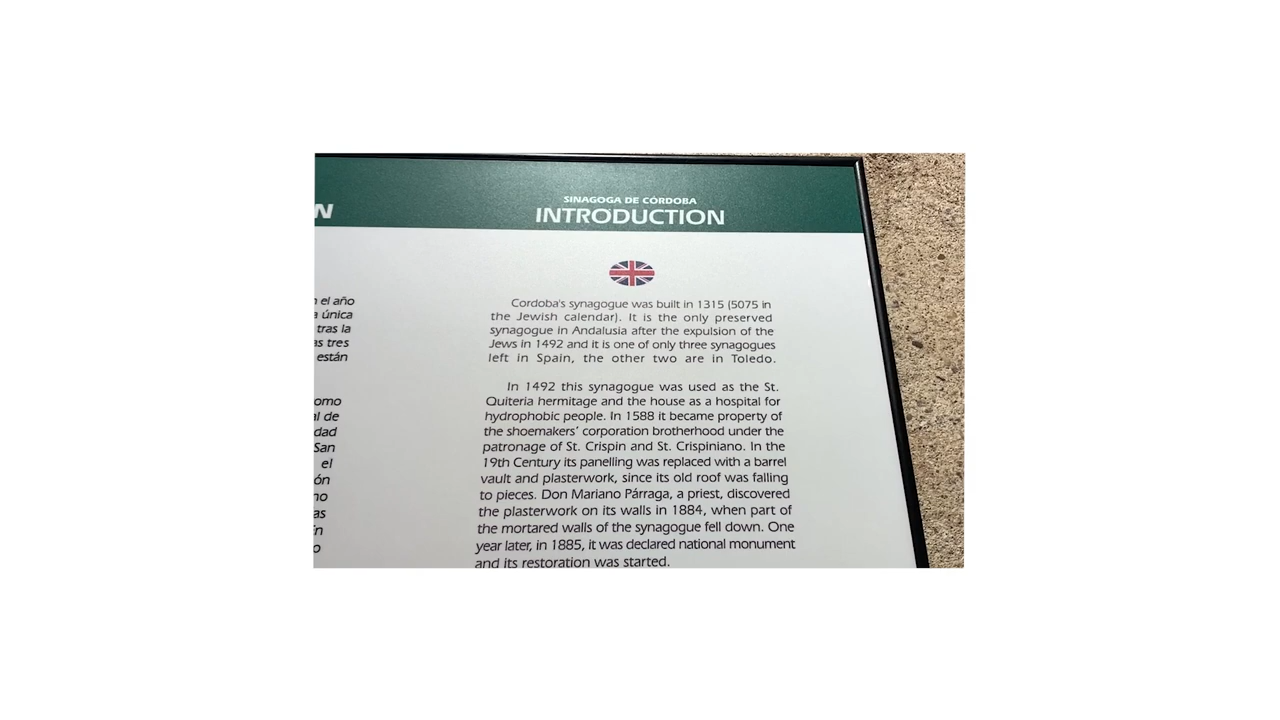 N
n el año
a única
tras la
as tres
están
omo
al de
dad
San
el
ón
no
as
ín
o
SINAGOGA DE CÓRDOBA
INTRODUCTION
Cordoba's synagogue was built in 1315 (5075 in
the Jewish calendar). It is the only preserved
synagogue in Andalusia after the expulsion of the
Jews in 1492 and it is one of only three synagogues
left in Spain, the other two are in Toledo.
In 1492 this synagogue was used as the St.
Quiteria hermitage and the house as a hospital for
hydrophobic people. In 1588 it became property of
the shoemakers' corporation brotherhood under the
patronage of St. Crispin and St. Crispiniano. In the
19th Century its panelling was replaced with a barrel
vault and plasterwork, since its old roof was falling
to pieces. Don Mariano Párraga, a priest, discovered
the plasterwork on its walls in 1884, when part of
the mortared walls of the synagogue fell down. One
year later, in 1885, it was declared national monument
and its restoration was started.